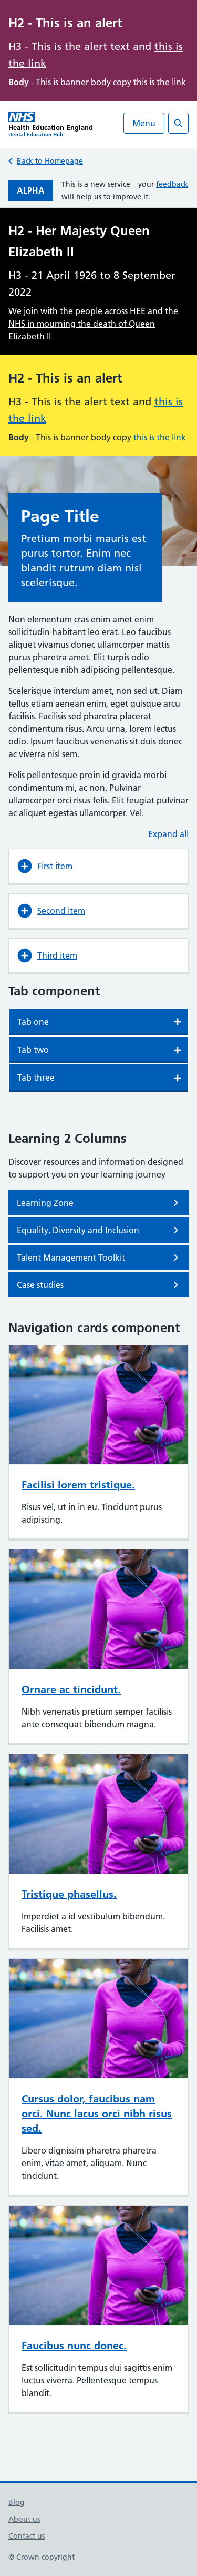 H2 - This is an alert
H3 - This is the alert text and this is
the link
Body - This is banner body copy this is the link
NHS
Health Education England
Dental Education Hub
Menu
Back to Homepage
ALPHA
This is a new service – your feedback
will help us to improve it.
H2 - Her Majesty Queen
Elizabeth II
H3 - 21 April 1926 to 8 September
2022
We join with the people across HEE and the
NHS in mourning the death of Queen
Elizabeth II
H2 - This is an alert
H3 - This is the alert text and this is
the link
Body - This is banner body copy this is the link
Page Title
Pretium morbi mauris est
purus tortor. Enim nec
blandit rutrum diam nisl
scelerisque.
Non elementum cras enim amet enim
sollicitudin habitant leo erat. Leo faucibus
aliquat vivamus donec ullamcorper mattis
purus pharetra amet. Elit turpis odio
pellentesque nibh adipiscing pellentesque.
Scelerisque interdum amet, non sed ut. Diam
tellus etiam aenean enim, eget quisque arcu
facilisis. Facilisis sed pharetra placerat
condimentum risus. Arcu urna, lorem lectus
odio. Ipsum faucibus venenatis sit duis donec
ac viverra nisl sem.
Felis pellentesque proin id gravida morbi
condimentum mi, ac non. Pulvinar
ullamcorper orci risus felis. Elit feugiat pulvinar
as aliquet egestas ullamcorper. Vel.
Expand all
First item
Second item
Third item
Tab component
Tab one
Tab two
Tab three
Learning 2 Columns
Discover resources and information designed
to support you on your learning journey
Learning Zone
Equality, Diversity and Inclusion
Talent Management Toolkit
Case studies
Navigation cards component
Facilisi lorem tristique.
Risus vel, ut in in eu. Tincidunt purus
adipiscing.
Ornare ac tincidunt.
Nibh venenatis pretium semper facilisis
ante consequat bibendum magna.
Tristique phasellus.
Imperdiet a id vestibulum bibendum.
Facilisis amet.
Cursus dolor, faucibus nam
orci. Nunc lacus orci nibh risus
sed.
Libero dignissim pharetra pharetra
enim, vitae amet, aliquam. Nunc
tincidunt.
Faucibus nunc donec.
Est sollicitudin tempus dui sagittis enim
luctus viverra. Pellentesque tempus
blandit.
Blog
About us
Contact us
© Crown copyright